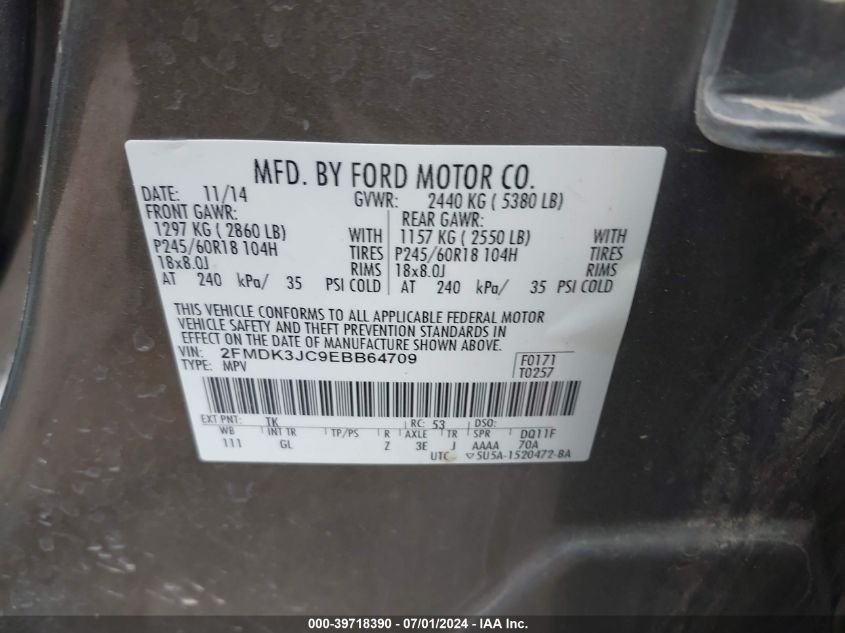 MFD. BY FORD MOTOR CO.
DATE: 11/14 GVWR: 2440 KG ( 5380 LB)
FRONT GAWR: REAR GAWR:
1297 KG ( 2860 LB) WITH 1157 KG ( 2550 LB) WITH
P245/60R18 104H TIRES P245/60R18 104H TIRES
18x8.0J RIMS 18x8.0J RIMS
AT 240 kPa/ 35 PSI COLD AT 240 kPa/ 35 PSI COLD
THIS VEHICLE CONFORMS TO ALL APPLICABLE FEDERAL MOTOR
VEHICLE SAFETY AND THEFT PREVENTION STANDARDS IN
EFFECT ON THE DATE OF MANUFACTURE SHOWN ABOVE.
VIN: 2FMDK3JC9EBB64709 F0171
TYPE: MPV T0257
EXT PNT: TK RC: 53 DSO:
WB INT TR TP/PS R AXLE TR SPR DQ11F
111 GL Z 3E J AAAA 70A
UTC ▽5U5A-1520472-BA
000-39718390 - 07/01/2024 - IAA Holdings, LLC.